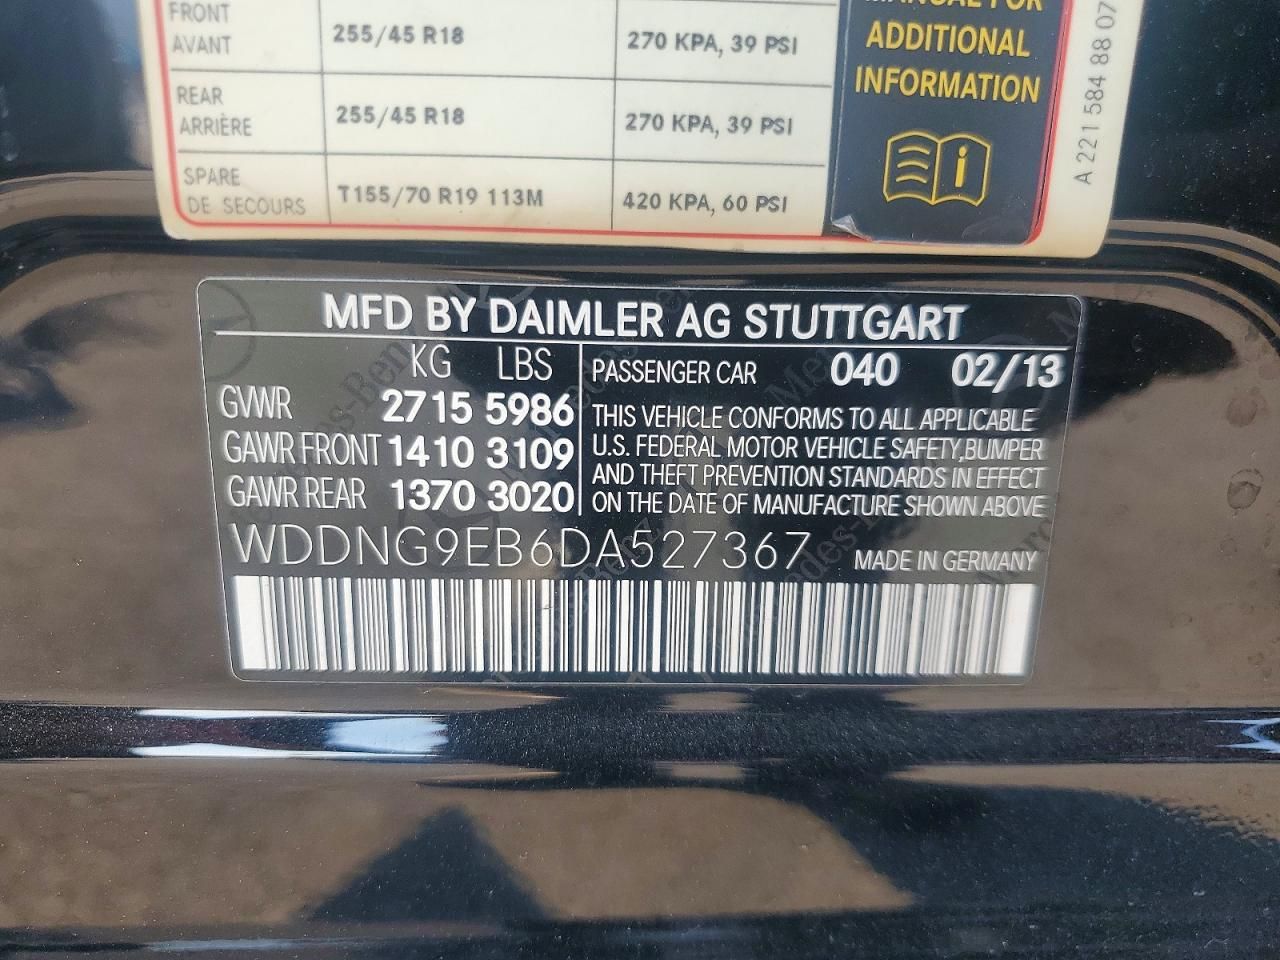 FRONT
AVANT 255/45 R18 270 KPA, 39 PSI
REAR
ARRIÈRE 255/45 R18 270 KPA, 39 PSI
SPARE
DE SECOURS T155/70 R19 113M 420 KPA, 60 PSI
MANUAL FOR
ADDITIONAL
INFORMATION
A 221 584 88 07
MFD BY DAIMLER AG STUTTGART
KG LBS
GVWR 2715 5986
GAWR FRONT 1410 3109
GAWR REAR 1370 3020
PASSENGER CAR 040 02/13
THIS VEHICLE CONFORMS TO ALL APPLICABLE
U.S. FEDERAL MOTOR VEHICLE SAFETY,BUMPER
AND THEFT PREVENTION STANDARDS IN EFFECT
ON THE DATE OF MANUFACTURE SHOWN ABOVE
WDDNG9EB6DA527367 MADE IN GERMANY